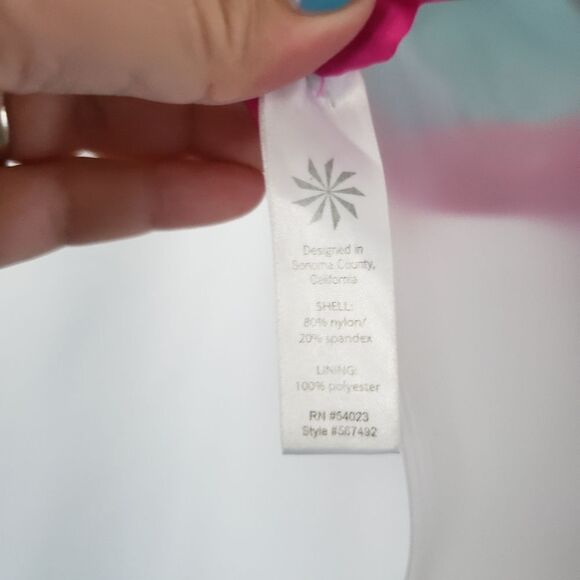 Designed in
Sonoma County,
California
SHELL:
80% nylon/
20% spandex
LINING:
100% polyester
RN #54023
Style #567492